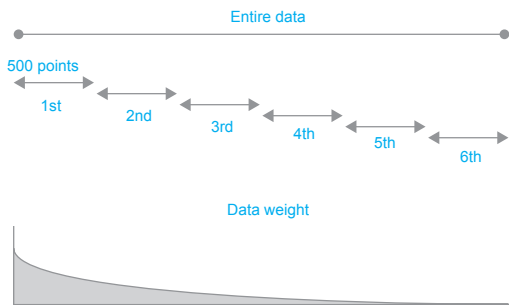 Entire data
500 points
1st
2nd
3rd
4th
5th
6th
Data weight